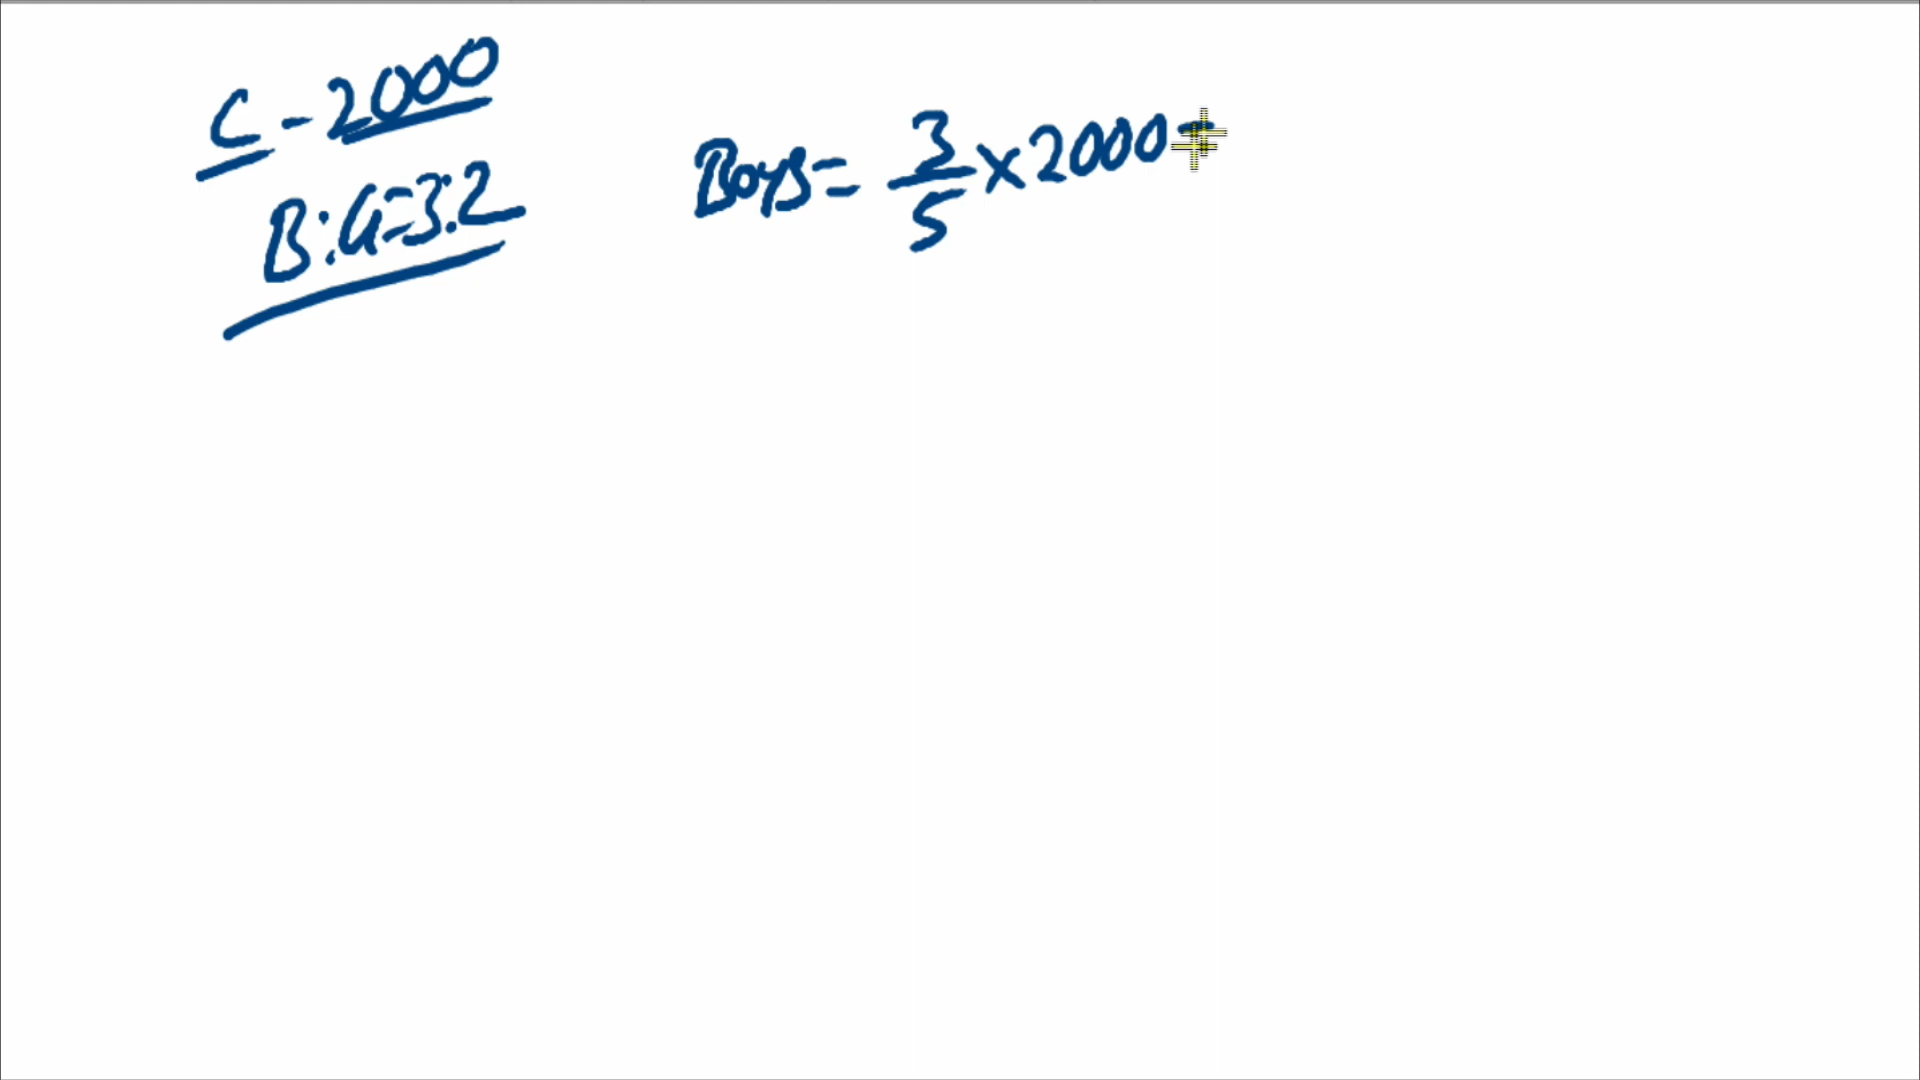 C - 2000
B:G=3:2
Boys = 3/5 × 2000 =